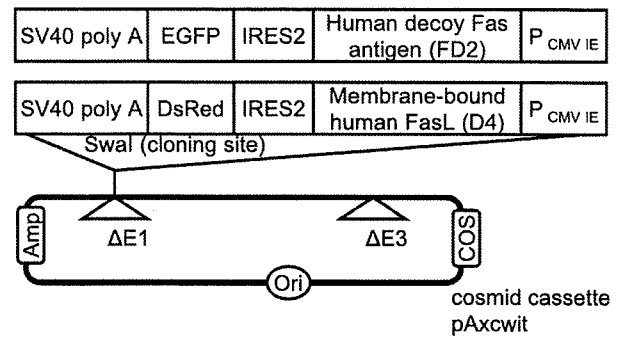 SV40 poly A
EGFP
IRES2
Human decoy Fas
antigen (FD2)
P CMV IE
SV40 poly A
DsRed
IRES2
Membrane-bound
human FasL (D4)
P CMV IE
SwaI (cloning site)
Amp
ΔE1
ΔE3
COS
Ori
cosmid cassette
pAxcwit